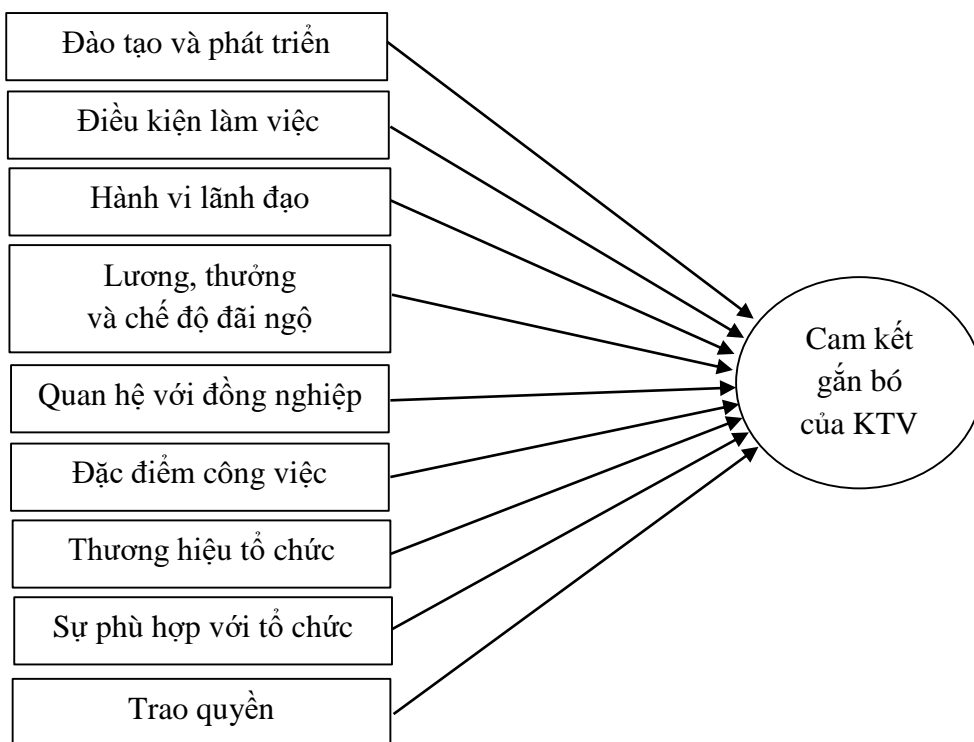 Đào tạo và phát triển
Điều kiện làm việc
Hành vi lãnh đạo
Lương, thưởng
và chế độ đãi ngộ
Quan hệ với đồng nghiệp
Đặc điểm công việc
Thương hiệu tổ chức
Sự phù hợp với tổ chức
Trao quyền
Cam kết
gắn bó
của KTV